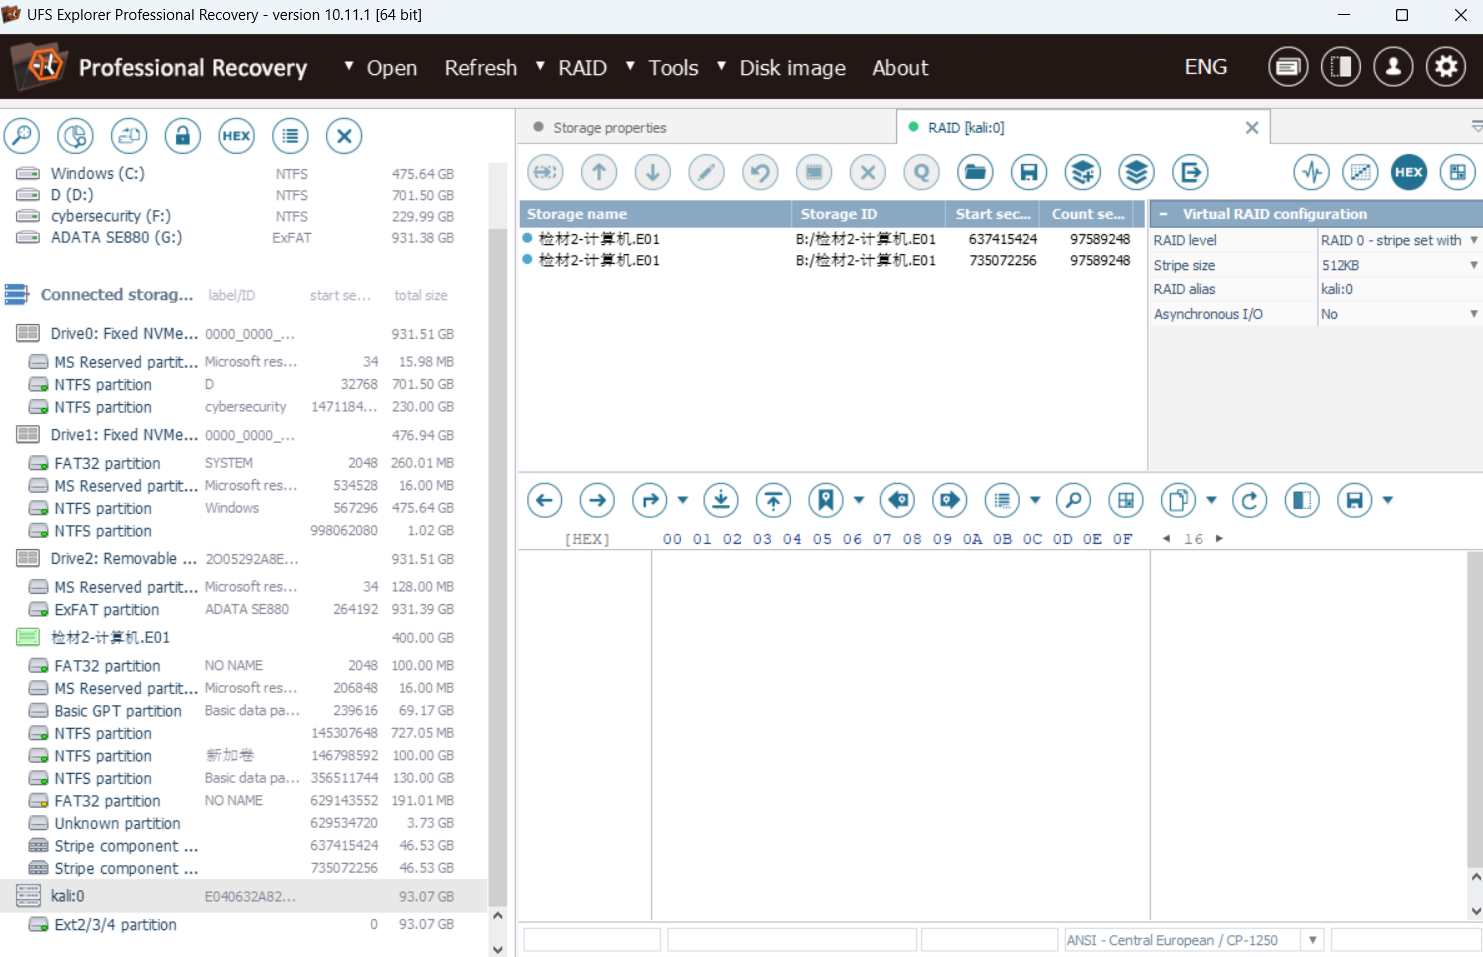 UFS Explorer Professional Recovery - version 10.11.1 [64 bit]
Professional Recovery Open Refresh RAID Tools Disk image About ENG
HEX
Windows (C:) NTFS 475.64 GB
D (D:) NTFS 701.50 GB
cybersecurity (F:) NTFS 229.99 GB
ADATA SE880 (G:) ExFAT 931.38 GB
Connected storag... label/ID start se... total size
Drive0: Fixed NVMe... 0000_0000_... 931.51 GB
MS Reserved partit... Microsoft res... 34 15.98 MB
NTFS partition D 32768 701.50 GB
NTFS partition cybersecurity 1471184... 230.00 GB
Drive1: Fixed NVMe... 0000_0000_... 476.94 GB
FAT32 partition SYSTEM 2048 260.01 MB
MS Reserved partit... Microsoft res... 534528 16.00 MB
NTFS partition Windows 567296 475.64 GB
NTFS partition 998062080 1.02 GB
Drive2: Removable ... 2O05292A8E... 931.51 GB
MS Reserved partit... Microsoft res... 34 128.00 MB
ExFAT partition ADATA SE880 264192 931.39 GB
检材2-计算机.E01 400.00 GB
FAT32 partition NO NAME 2048 100.00 MB
MS Reserved partit... Microsoft res... 206848 16.00 MB
Basic GPT partition Basic data pa... 239616 69.17 GB
NTFS partition 145307648 727.05 MB
NTFS partition 新加卷 146798592 100.00 GB
NTFS partition Basic data pa... 356511744 130.00 GB
FAT32 partition NO NAME 629143552 191.01 MB
Unknown partition 629534720 3.73 GB
Stripe component ... 637415424 46.53 GB
Stripe component ... 735072256 46.53 GB
kali:0 E040632A82... 93.07 GB
Ext2/3/4 partition 0 93.07 GB
Storage properties RAID [kali:0]
Q HEX
Storage name Storage ID Start sec... Count se...
检材2-计算机.E01 B:/检材2-计算机.E01 637415424 97589248
检材2-计算机.E01 B:/检材2-计算机.E01 735072256 97589248
− Virtual RAID configuration
RAID level RAID 0 - stripe set with
Stripe size 512KB
RAID alias kali:0
Asynchronous I/O No
[HEX] 00 01 02 03 04 05 06 07 08 09 0A 0B 0C 0D 0E 0F 16
ANSI - Central European / CP-1250